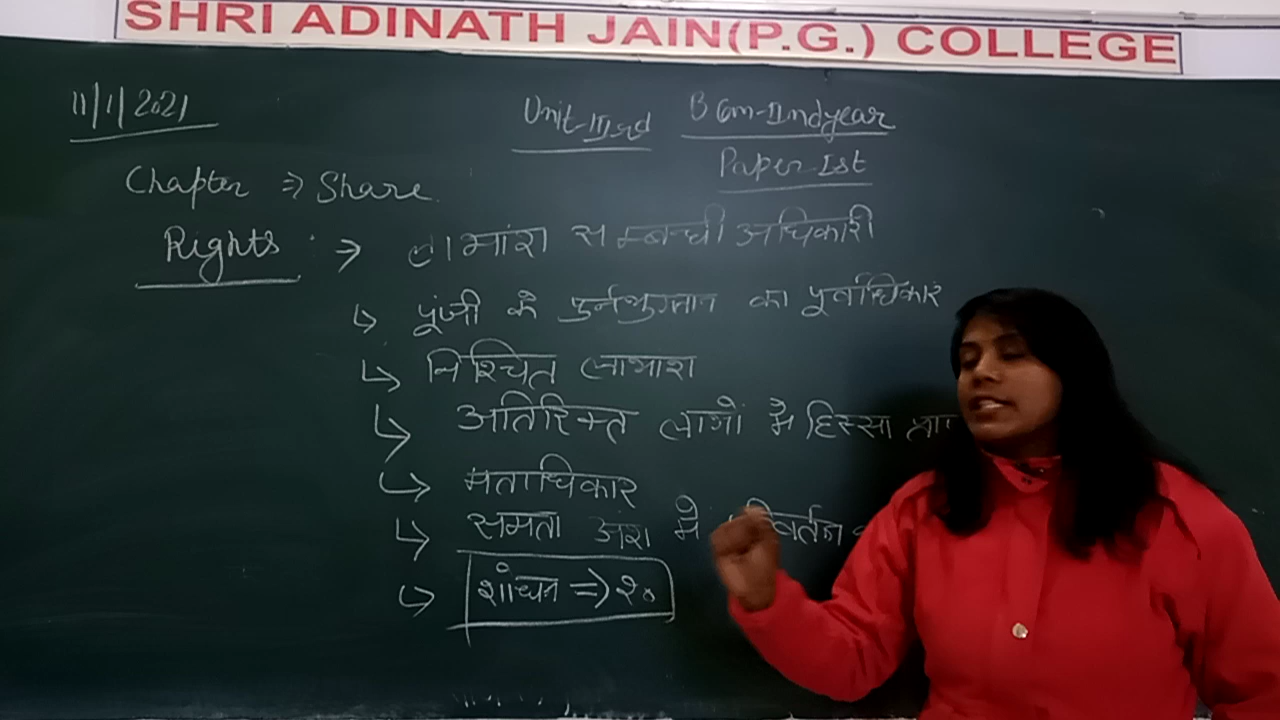 SHRI ADINATH JAIN(P.G.) COLLEGE
11/1/2021
Unit-IIIrd B Com-IInd year
Paper-Ist
Chapter ⇒ Share
Rights → लाभांश सम्बन्धी अधिकारी
↳ पूंजी के पुर्नभुगतान का पूर्वाधिकार
↳ निश्चित लाभांश
↳ अतिरिक्त लाभों मे हिस्सा
↳ मताधिकार
↳ समता अंश मे
↳ शोधन ⇒ २०